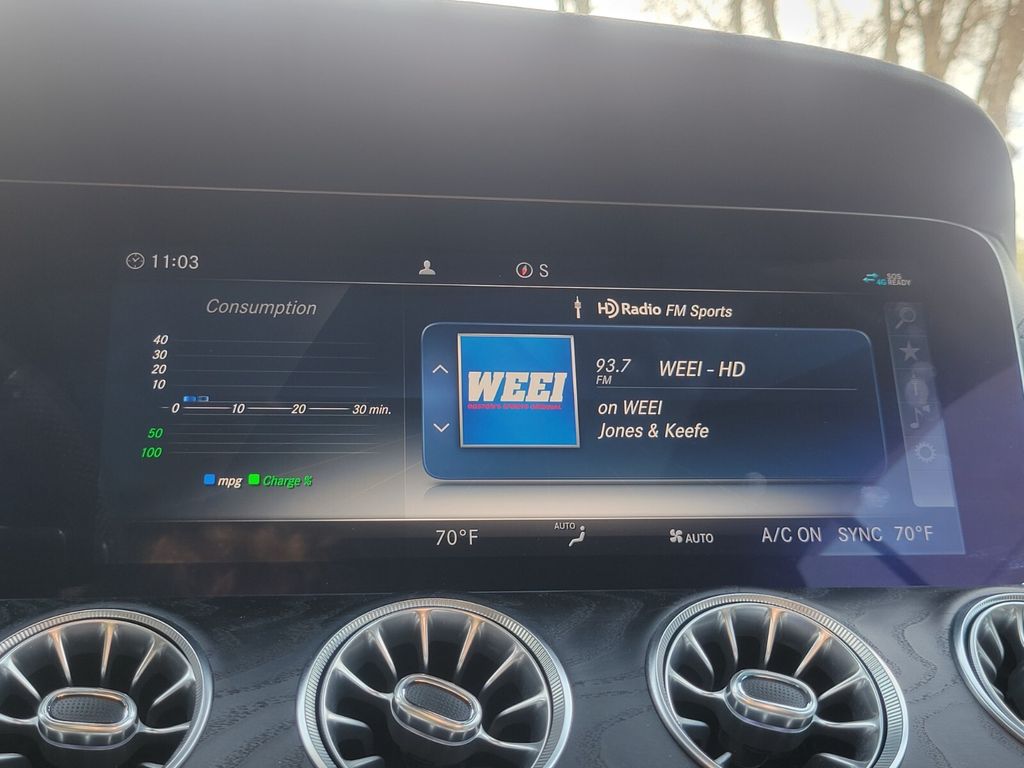 11:03
S
SOS
4G READY
Consumption
HD Radio FM Sports
40
30
20
10
0 10 20 30 min.
50
100
mpg Charge %
WEEI
BOSTON'S SPORTS ORIGINAL
93.7 WEEI - HD
FM
on WEEI
Jones & Keefe
70°F AUTO AUTO A/C ON SYNC 70°F